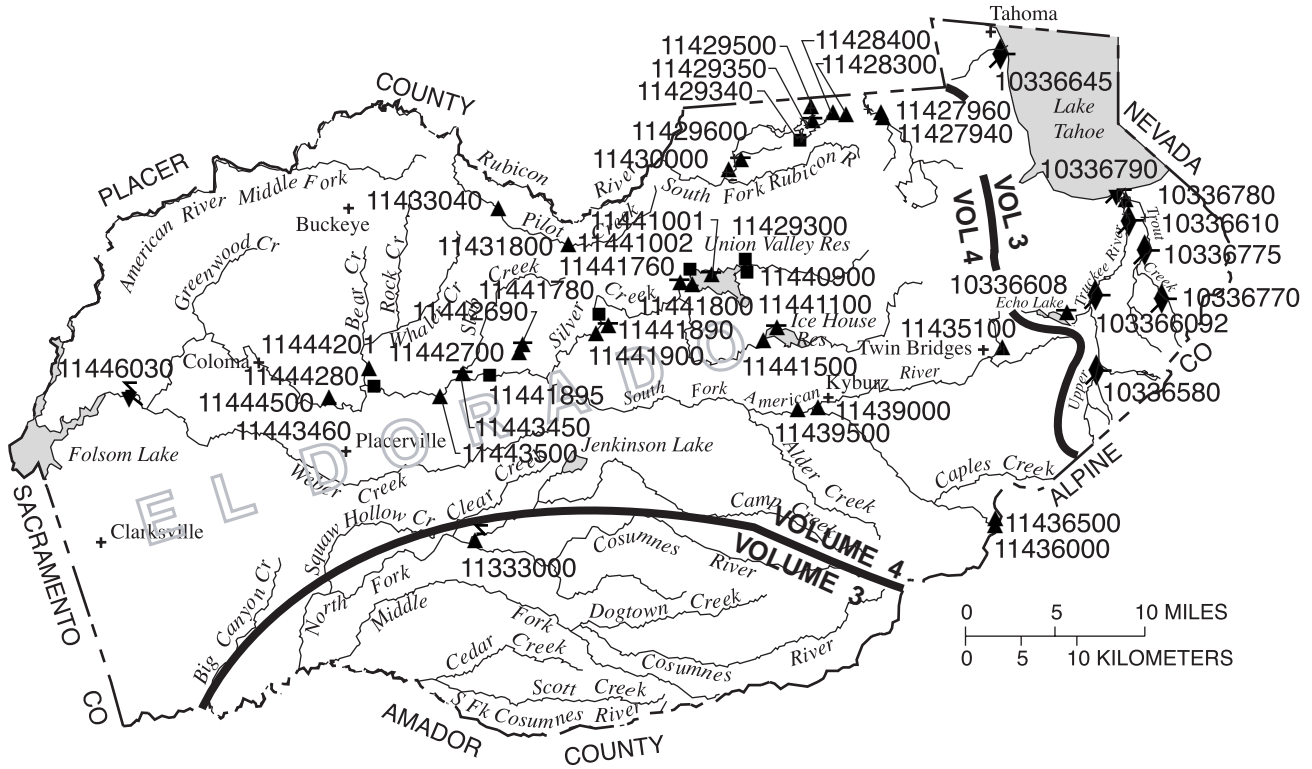 Tahoma
11429500
11428400
11429350
11428300
11429340
10336645
COUNTY
Lake
Tahoe
11427960
11427940
NEVADA
11429600
11430000
10336790
PLACER
Rubicon
River
South Fork Rubicon R
American River Middle Fork
11433040
10336780
Buckeye
Pilot Creek
11441001
11429300
10336610
11431800
11441002
Union Valley Res
VOL 3
VOL 4
Trout
Creek
10336775
Greenwood Cr
11441760
11440900
Truckee River
Upper
Bear Cr
Rock Cr
Whaler Cr
Slab
Creek
11441780
10336608
10336770
11442690
Silver Creek
11441800
11441100
Echo Lake
103366092
11441890
Ice House
Res
11435100
11444201
11442700
11441900
Twin Bridges
11446030
Coloma
11444280
11441500
River
CO
11444500
11441895
South Fork American
Kyburz
10336580
11443460
11443450
11439000
Placerville
11443500
11439500
Folsom Lake
Jenkinson Lake
EL DORADO
Weber Creek
Alder Creek
Caples Creek
ALPINE
SACRAMENTO
CO
Clear Creek
Squaw Hollow Cr
Camp Creek
VOLUME 4
VOLUME 3
11436500
Clarksville
11436000
Cosumnes River
11333000
Big Canyon Cr
North Fork
Middle Fork
Dogtown Creek
0 5 10 MILES
0 5 10 KILOMETERS
Cedar Creek
Cosumnes River
Scott Creek
S Fk Cosumnes River
AMADOR COUNTY